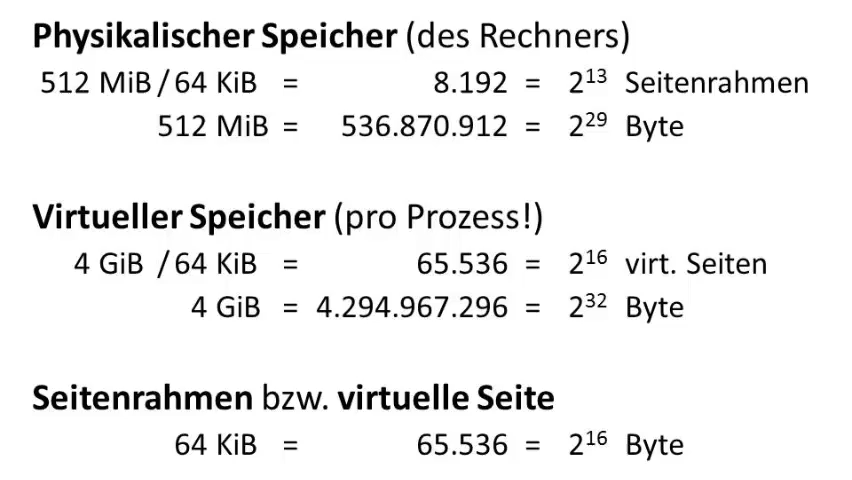 Physikalischer Speicher (des Rechners)
512 MiB / 64 KiB = 8.192 = 2¹³ Seitenrahmen
512 MiB = 536.870.912 = 2²⁹ Byte
Virtueller Speicher (pro Prozess!)
4 GiB / 64 KiB = 65.536 = 2¹⁶ virt. Seiten
4 GiB = 4.294.967.296 = 2³² Byte
Seitenrahmen bzw. virtuelle Seite
64 KiB = 65.536 = 2¹⁶ Byte